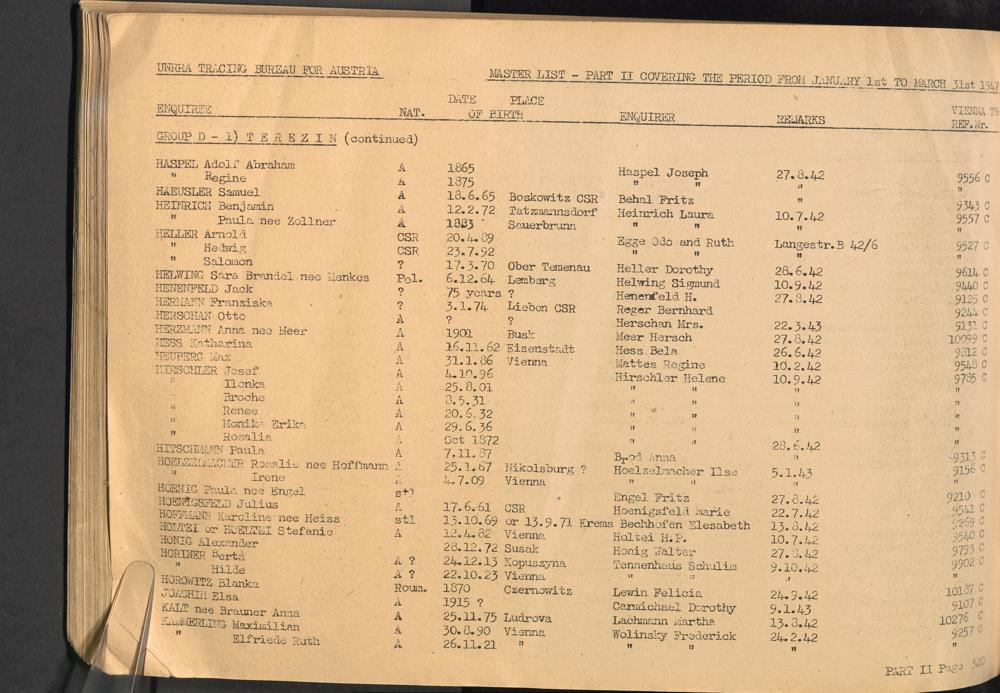 UNRRA TRACING BUREAU FOR AUSTRIA MASTER LIST - PART II COVERING THE PERIOD FROM JANUARY 1st TO MARCH 31st 1947
DATE PLACE VIENNA TB
ENQUIREE NAT. OF BIRTH ENQUIRER REMARKS REF.Nr.
GROUP D - 1) T E R E Z I N (continued)
HASPEL Adolf Abraham A 1865 Haspel Joseph 27.8.42 9556 C
" Regine A 1875 " " " "
HAEUSLER Samuel A 18.6.65 Boskowitz CSR Behal Fritz 9343 C
HEINRICH Benjamin A 12.2.72 Tatzmannsdorf Heinrich Laura 10.7.42 9557 C
" Paula nee Zollner A 1883 Sauerbrunn " " " "
HELLER Arnold CSR 20.4.89 Egge Odo and Ruth Langestr.B 42/6 9527 C
" Hedwig CSR 23.7.92 " " " "
" Salomon ? 17.3.70 Ober Temenau Heller Dorothy 28.6.42 9614 C
HELWING Sara Brandel nee Menkes Pol. 6.12.64 Lemberg Helwing Sigmund 10.9.42 9440 C
HENENFELD Jack ? 75 years ? Henenfeld H. 27.8.42 9125 C
HERMANN Franziska ? 3.1.74 Lieben CSR Reger Bernhard 9244 C
HERSCHAN Otto A ? ? Herschan Mrs. 22.3.43 9131 C
HERZMANN Anna nee Meer A 1901 Busk Meer Hersch 27.8.42 10099 C
HESS Katharina A 16.11.62 Eisenstadt Hess Bela 26.6.42 9812 C
HEUBERG Max A 31.1.86 Vienna Mattes Regine 10.2.42 9548 C
HIRSCHLER Josef A 4.10.96 Hirschler Helene 10.9.42 9785 C
" Ilonka A 25.8.01 " " " "
" Broche A 8.5.31 " " " "
" Renee A 20.6.32 " " " "
" Monika Erika A 29.6.36 " " " "
" Rosalia Oct 1872 " " " "
HITSCHMANN Paula A 7.11.87 Brod Anna 28.6.42 9313 C
HOELZELMACHER Rosalie nee Hoffmann A 25.1.67 Nikolsburg ? Hoelzelmacher Ilse 5.1.43 9156 C
" Irene A 4.7.09 Vienna " " " "
HOENIG Paula nee Engel stl Engel Fritz 27.8.42 9210 C
HOENIGSFELD Julius A 17.6.61 CSR Hoenigsfeld Marie 22.7.42 9541 C
HOFFMANN Karoline nee Heiss stl 13.10.69 or 13.9.71 Krems Bechhofen Elesabeth 13.8.42 9269 C
HOLTEI or HOELTEI Stefanie A 12.4.82 Vienna Holtei H.P. 10.7.42 9540 C
HONIG Alexander 28.12.72 Susak Honig Walter 27.8.42 9793 C
HORINER Berta A ? 24.12.13 Kopuszyna Tennenhaus Schulim 9.10.42 9902 C
" Hilde A ? 22.10.23 Vienna " " " "
HOROWITZ Blanka Roum. 1870 Czernowitz Lewin Felicia 24.9.42 10187 C
JOACHIM Elsa A 1915 ? Carmichael Dorothy 9.1.43 9107 C
KALT nee Brauner Anna A 25.11.75 Ludrova Lachmann Martha 13.8.42 10276 C
KAMMERLING Maximilian A 30.8.90 Vienna Wolinsky Frederick 24.2.42 9257 C
" Elfriede Ruth A 26.11.21 " " " " "
PART II Page 320